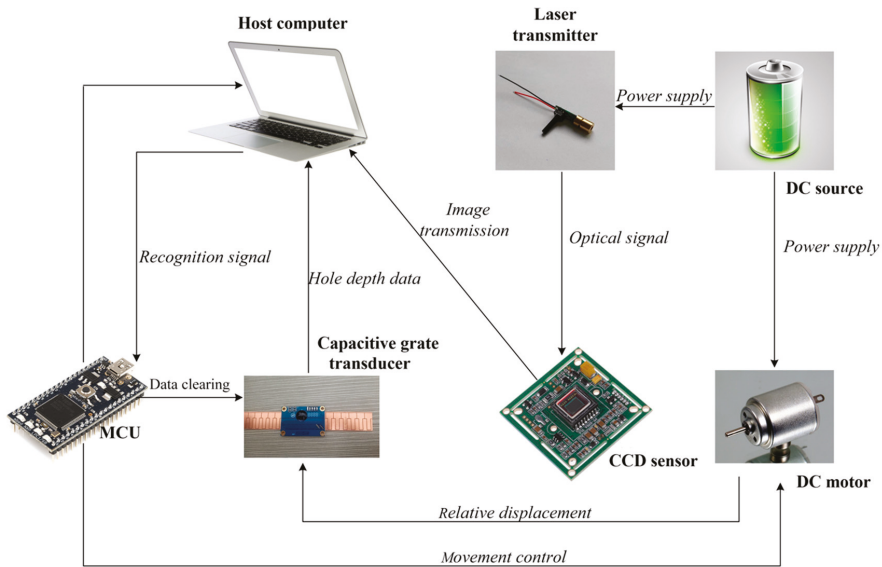 Host computer
Laser
transmitter
Power supply
DC source
Image
transmission
Optical signal
Power supply
Recognition signal
Hole depth data
Capacitive grate
transducer
Data clearing
MCU
CCD sensor
DC motor
Relative displacement
Movement control